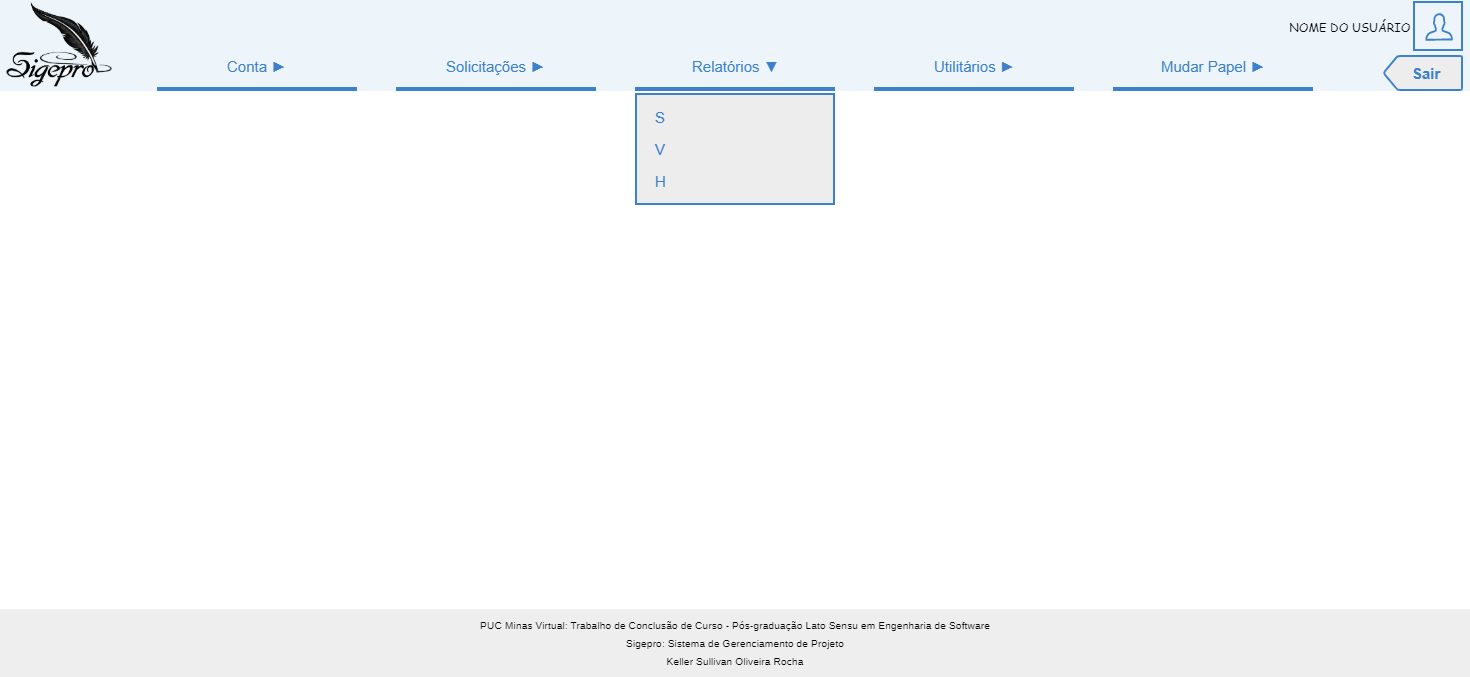 Sigepro
NOME DO USUÁRIO
Conta ►
Solicitações ►
Relatórios ▼
Utilitários ►
Mudar Papel ►
Sair
S
V
H
PUC Minas Virtual: Trabalho de Conclusão de Curso - Pós-graduação Lato Sensu em Engenharia de Software
Sigepro: Sistema de Gerenciamento de Projeto
Keller Sullivan Oliveira Rocha